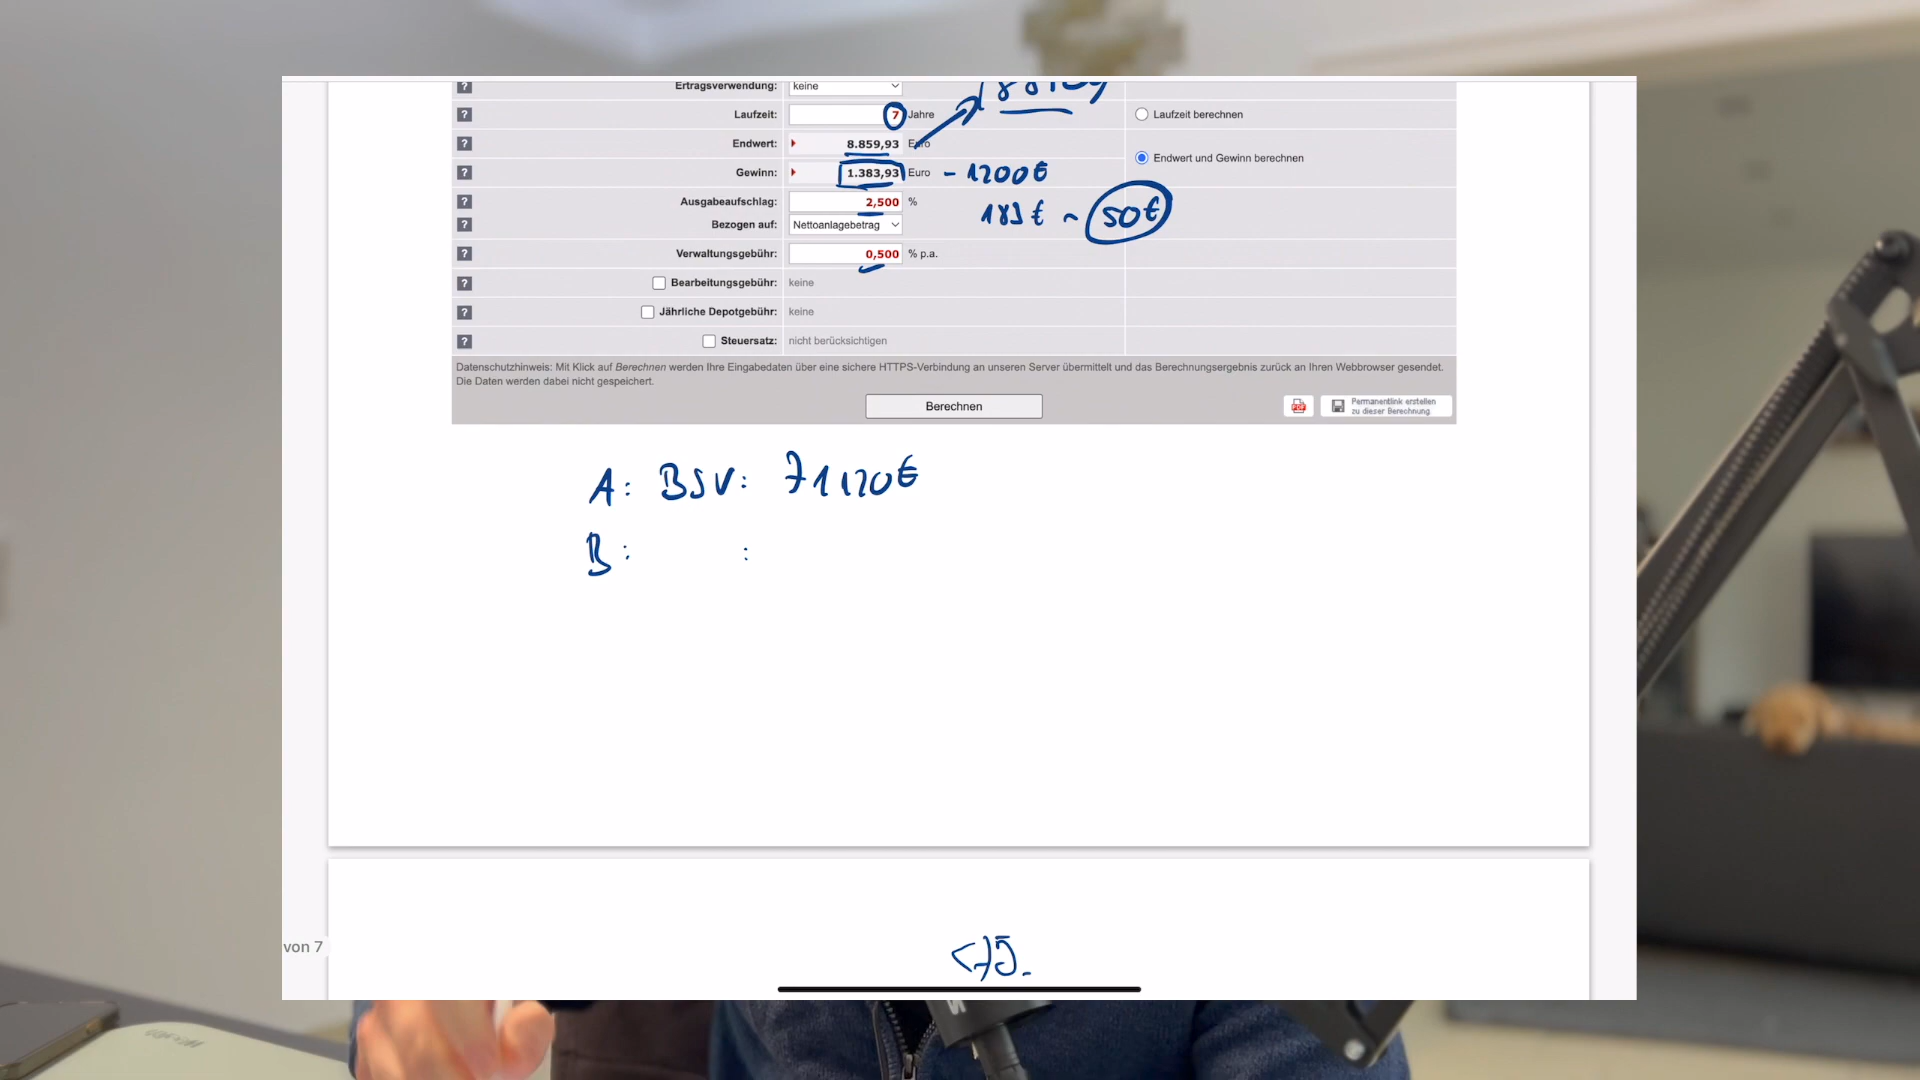 ? Ertragsverwendung: keine
? Laufzeit: 7 Jahre Laufzeit berechnen
? Endwert: 8.859,93 Euro
Endwert und Gewinn berechnen
? Gewinn: 1.383,93 Euro - 1200€
? Ausgabeaufschlag: 2,500 %
183€ ~ 50€
? Bezogen auf: Nettoanlagebetrag
? Verwaltungsgebühr: 0,500 % p.a.
? Bearbeitungsgebühr: keine
? Jährliche Depotgebühr: keine
? Steuersatz: nicht berücksichtigen
Datenschutzhinweis: Mit Klick auf Berechnen werden Ihre Eingabedaten über eine sichere HTTPS-Verbindung an unseren Server übermittelt und das Berechnungsergebnis zurück an Ihren Webbrowser gesendet.
Die Daten werden dabei nicht gespeichert.
Berechnen
PDF
Permanentlink erstellen
zu dieser Berechnung
A: BSV: 71120€
B: :
von 7